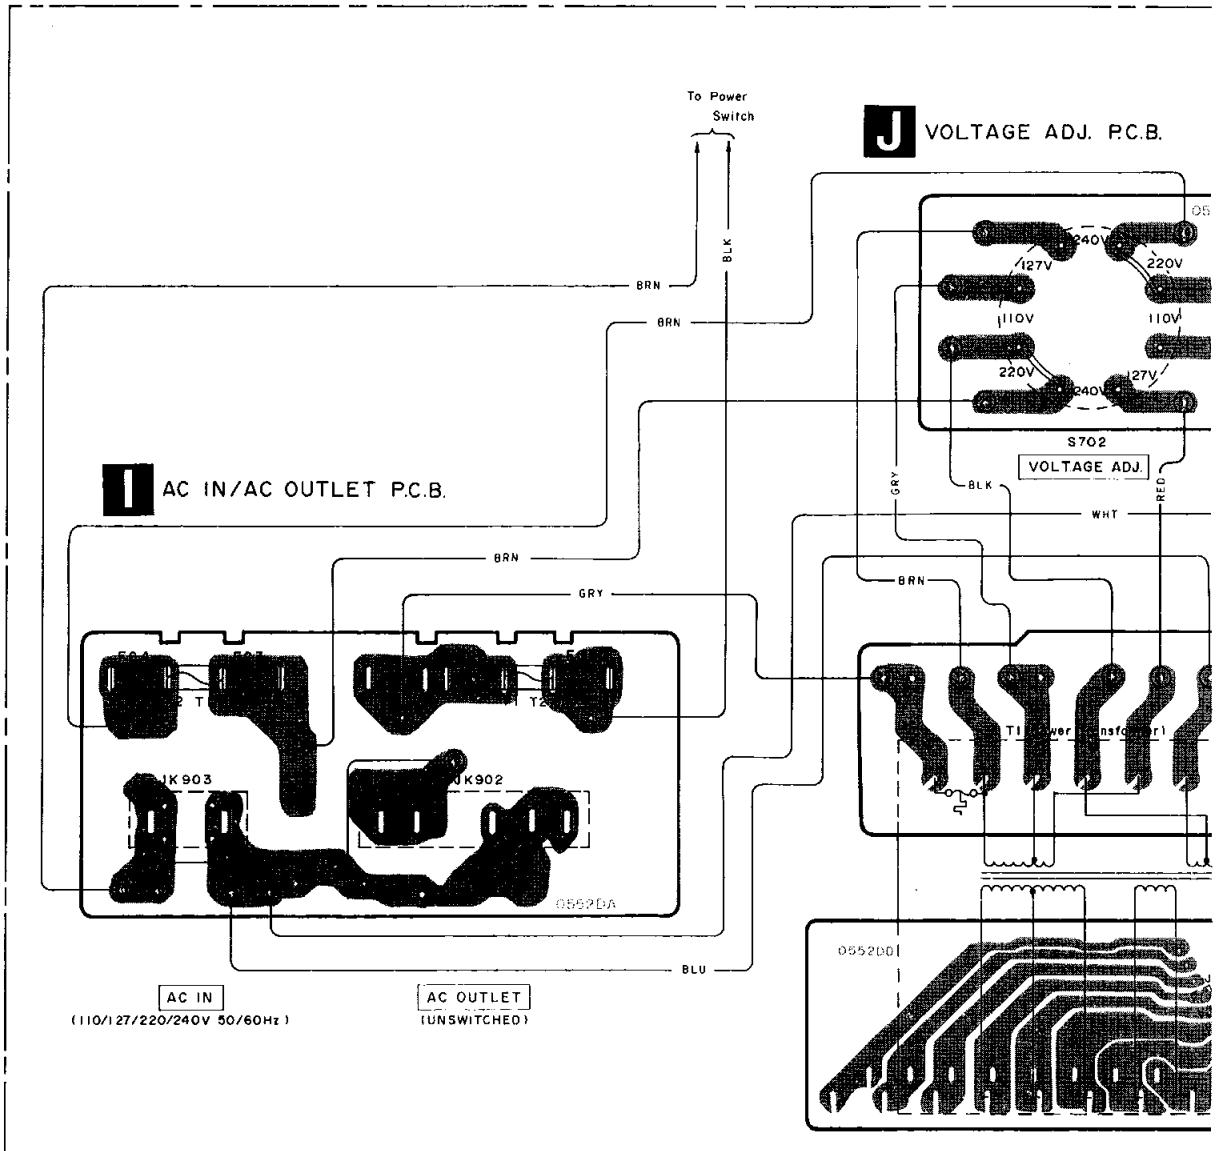 To Power
Switch
J VOLTAGE ADJ. P.C.B.
BLK
240V
127V
220V
BRN
BRN
110V
110V
220V
127V
240V
S702
VOLTAGE ADJ.
I AC IN/AC OUTLET P.C.B.
GRY
BLK
RED
WHT
BRN
BRN
GRY
T2
JK903
JK902
0552DA
0552DD
BLU
AC IN
(110/127/220/240V 50/60Hz)
AC OUTLET
(UNSWITCHED)